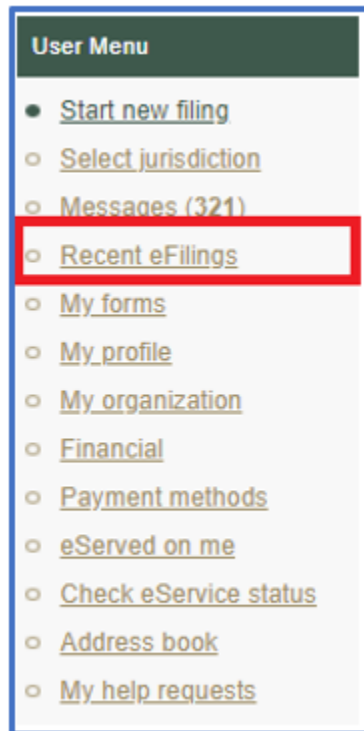 User Menu
Start new filing
Select jurisdiction
Messages (321)
Recent eFilings
My forms
My profile
My organization
Financial
Payment methods
eServed on me
Check eService status
Address book
My help requests